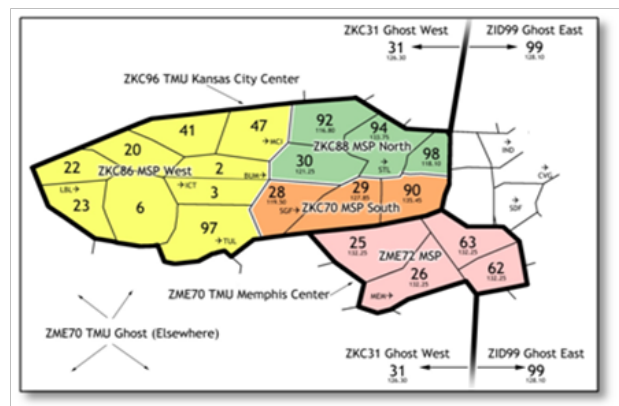 ZKC31 Ghost West ZID99 Ghost East
31 99
126.30 128.10
ZKC96 TMU Kansas City Center
92
116.80
47
41
94
132.75
ZKC88 MSP North
20
MCI
98
118.10
IND
22
ZKC86 MSP West
2
30
121.25
STL
BUM
CVG
LBL
ICT
3
28
119.50
29
127.85
90
135.45
23
6
SGF
ZKC70 MSP South
SDF
97
TUL
25
132.25
63
132.25
ZME72 MSP
26
132.25
62
132.25
MEM
ZME70 TMU Memphis Center
ZME70 TMU Ghost (Elsewhere)
ZKC31 Ghost West ZID99 Ghost East
31 99
126.30 128.10